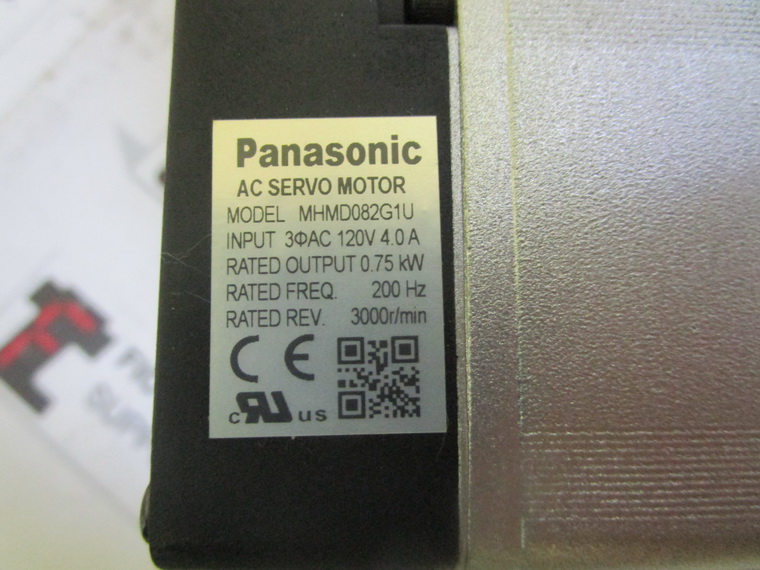 Panasonic
AC SERVO MOTOR
MODEL MHMD082G1U
INPUT 3ΦAC 120V 4.0 A
RATED OUTPUT 0.75 kW
RATED FREQ. 200 Hz
RATED REV. 3000r/min
CE
c RU us